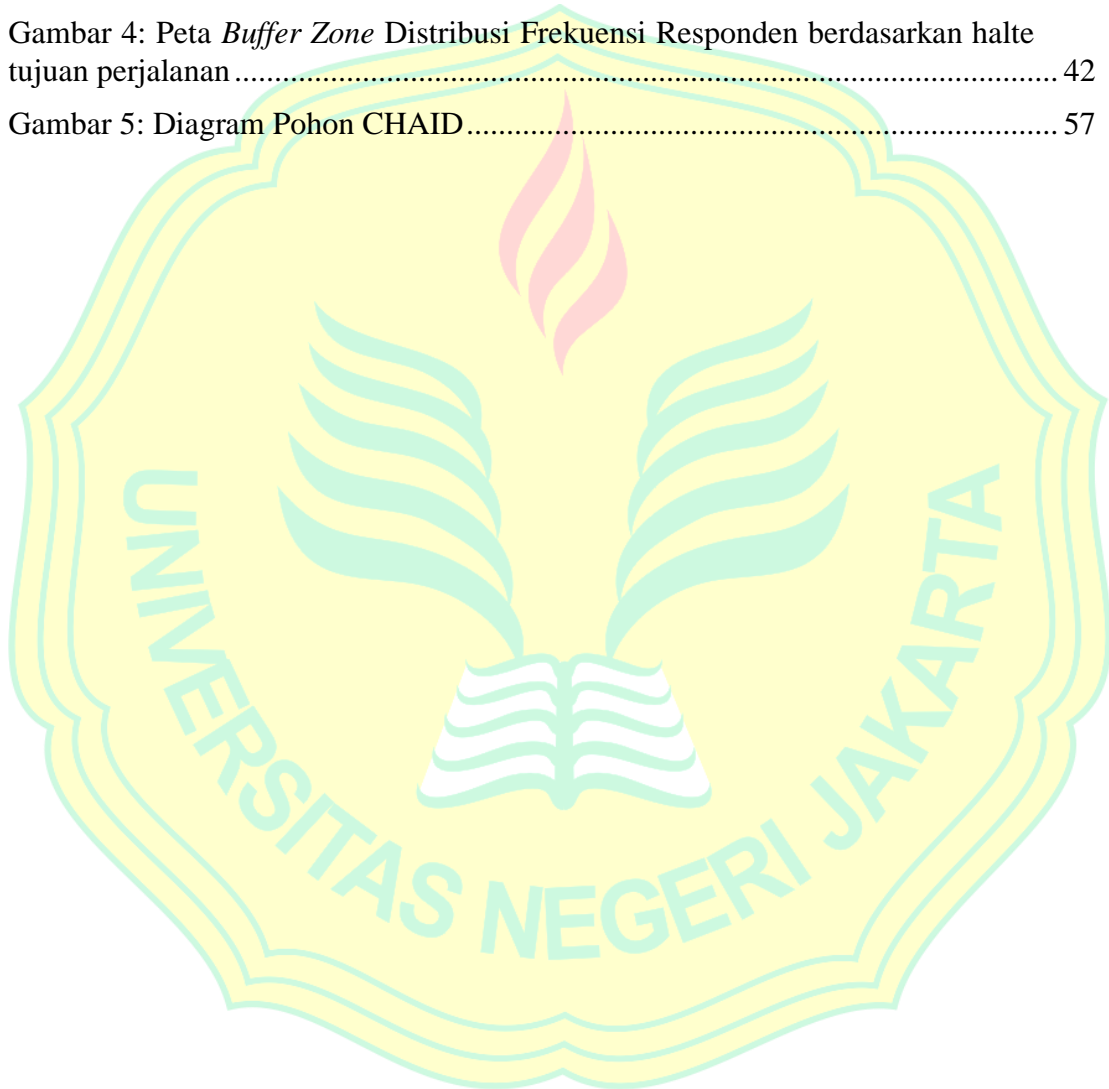 Gambar 4: Peta Buffer Zone Distribusi Frekuensi Responden berdasarkan halte
tujuan perjalanan........................................................................................................ 42
Gambar 5: Diagram Pohon CHAID........................................................................... 57
UNIVERSITAS NEGERI JAKARTA